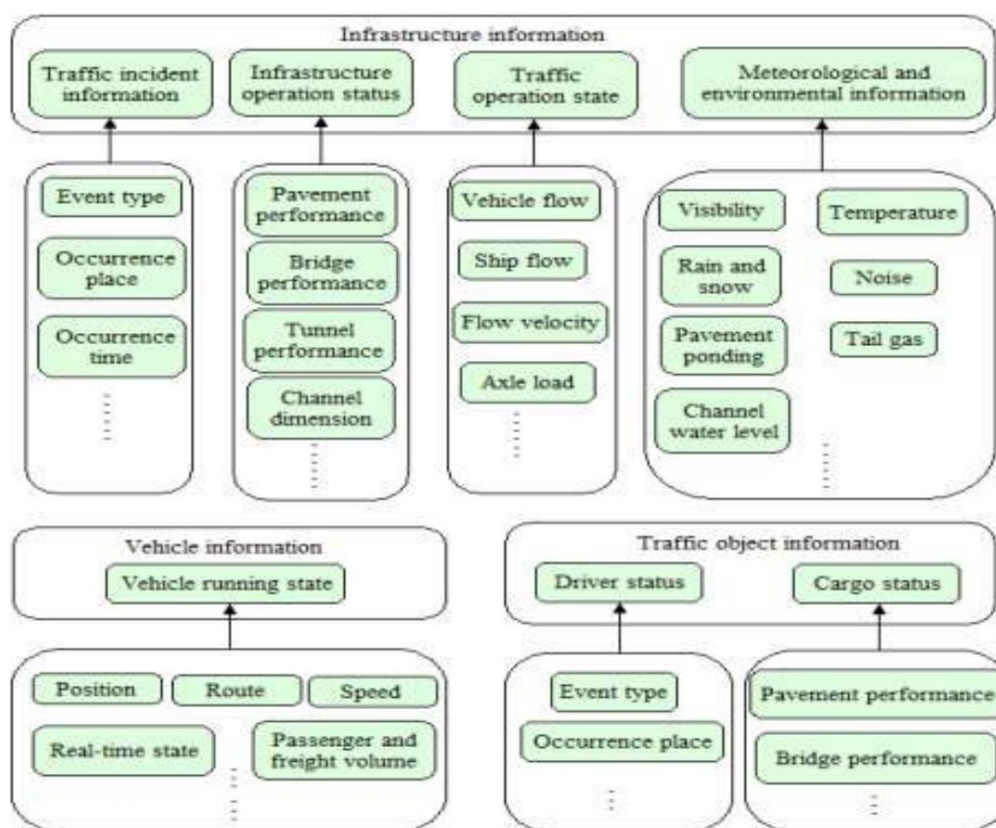 Infrastructure information
Traffic incident
information
Infrastructure
operation status
Traffic
operation state
Meteorological and
environmental information
Event type
Occurrence
place
Occurrence
time
Pavement
performance
Bridge
performance
Tunnel
performance
Channel
dimension
Vehicle flow
Ship flow
Flow velocity
Axle load
Visibility
Rain and
snow
Pavement
ponding
Channel
water level
Temperature
Noise
Tail gas
Vehicle information
Vehicle running state
Position
Route
Speed
Real-time state
Passenger and
freight volume
Traffic object information
Driver status
Cargo status
Event type
Occurrence place
Pavement performance
Bridge performance